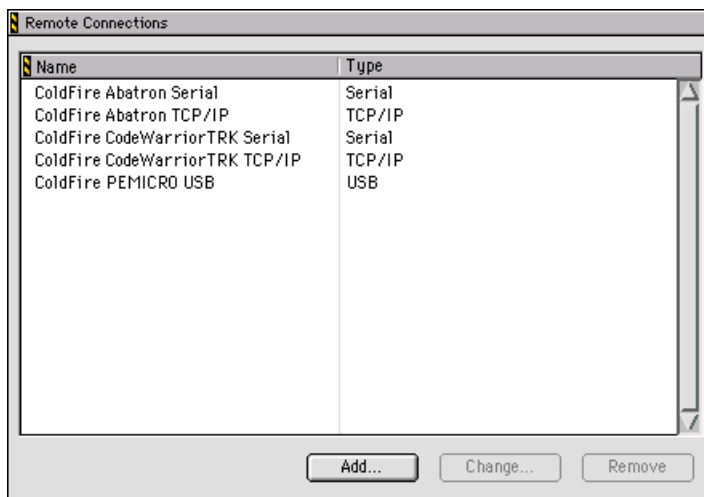 Remote Connections
Name Type
ColdFire Abatron Serial Serial
ColdFire Abatron TCP/IP TCP/IP
ColdFire CodeWarriorTRK Serial Serial
ColdFire CodeWarriorTRK TCP/IP TCP/IP
ColdFire PEMICRO USB USB
Add... Change... Remove